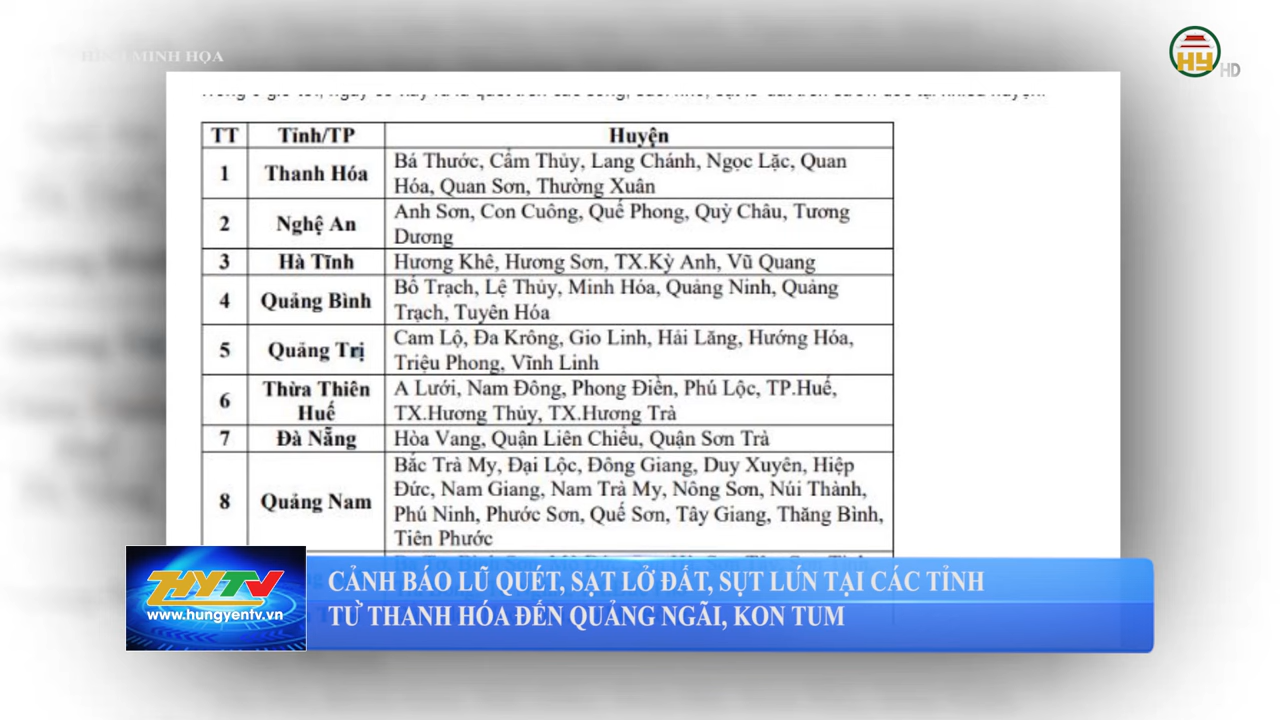 MINH HỌA
HY HD
TT Tỉnh/TP Huyện
1 Thanh Hóa Bá Thước, Cẩm Thủy, Lang Chánh, Ngọc Lặc, Quan
Hóa, Quan Sơn, Thường Xuân
2 Nghệ An Anh Sơn, Con Cuông, Quế Phong, Quỳ Châu, Tương
Dương
3 Hà Tĩnh Hương Khê, Hương Sơn, TX.Kỳ Anh, Vũ Quang
4 Quảng Bình Bố Trạch, Lệ Thủy, Minh Hóa, Quảng Ninh, Quảng
Trạch, Tuyên Hóa
5 Quảng Trị Cam Lộ, Đa Krông, Gio Linh, Hải Lăng, Hướng Hóa,
Triệu Phong, Vĩnh Linh
6 Thừa Thiên Huế A Lưới, Nam Đông, Phong Điền, Phú Lộc, TP.Huế,
TX.Hương Thủy, TX.Hương Trà
7 Đà Nẵng Hòa Vang, Quận Liên Chiểu, Quận Sơn Trà
8 Quảng Nam Bắc Trà My, Đại Lộc, Đông Giang, Duy Xuyên, Hiệp
Đức, Nam Giang, Nam Trà My, Nông Sơn, Núi Thành,
Phú Ninh, Phước Sơn, Quế Sơn, Tây Giang, Thăng Bình,
Tiên Phước
HYTV
www.hungyentv.vn
CẢNH BÁO LŨ QUÉT, SẠT LỞ ĐẤT, SỤT LÚN TẠI CÁC TỈNH
TỪ THANH HÓA ĐẾN QUẢNG NGÃI, KON TUM